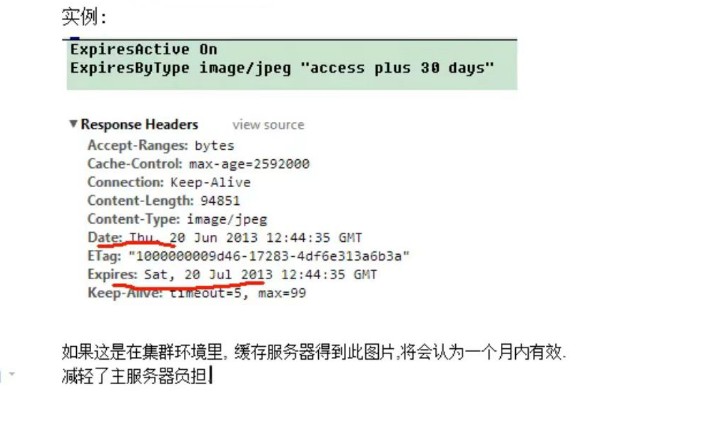 实例:
ExpiresActive On
ExpiresByType image/jpeg "access plus 30 days"
▼ Response Headers view source
Accept-Ranges: bytes
Cache-Control: max-age=2592000
Connection: Keep-Alive
Content-Length: 94851
Content-Type: image/jpeg
Date: Thu, 20 Jun 2013 12:44:35 GMT
ETag: "1000000009d46-17283-4df6e313a6b3a"
Expires: Sat, 20 Jul 2013 12:44:35 GMT
Keep-Alive: timeout=5, max=99
如果这是在集群环境里, 缓存服务器得到此图片,将会认为一个月内有效.
减轻了主服务器负担